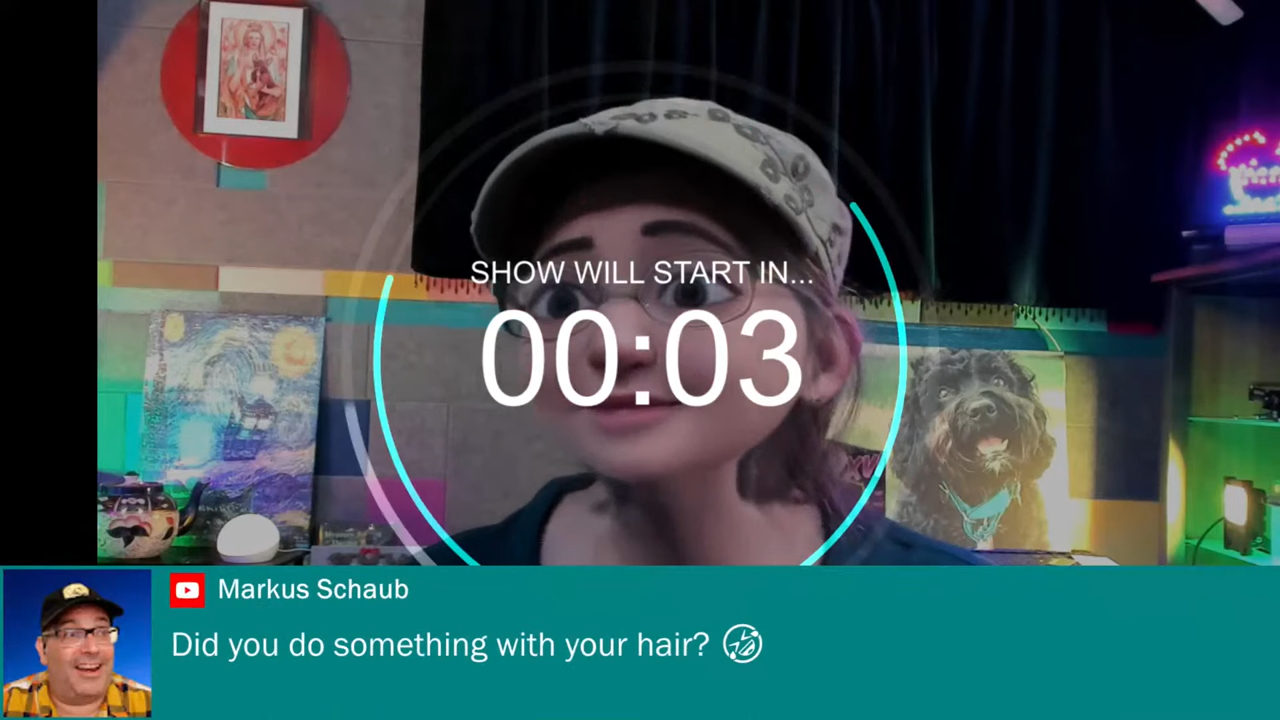 SHOW WILL START IN...
00:03
Markus Schaub
Did you do something with your hair? 🤣